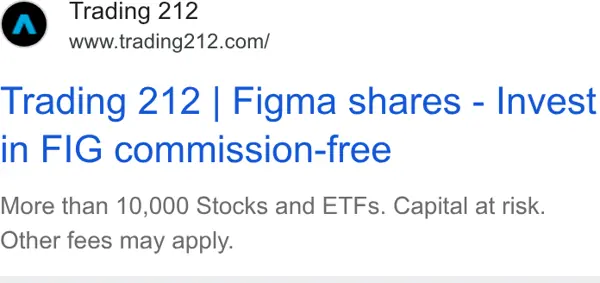 Trading 212
www.trading212.com/
Trading 212 | Figma shares - Invest
in FIG commission-free
More than 10,000 Stocks and ETFs. Capital at risk.
Other fees may apply.